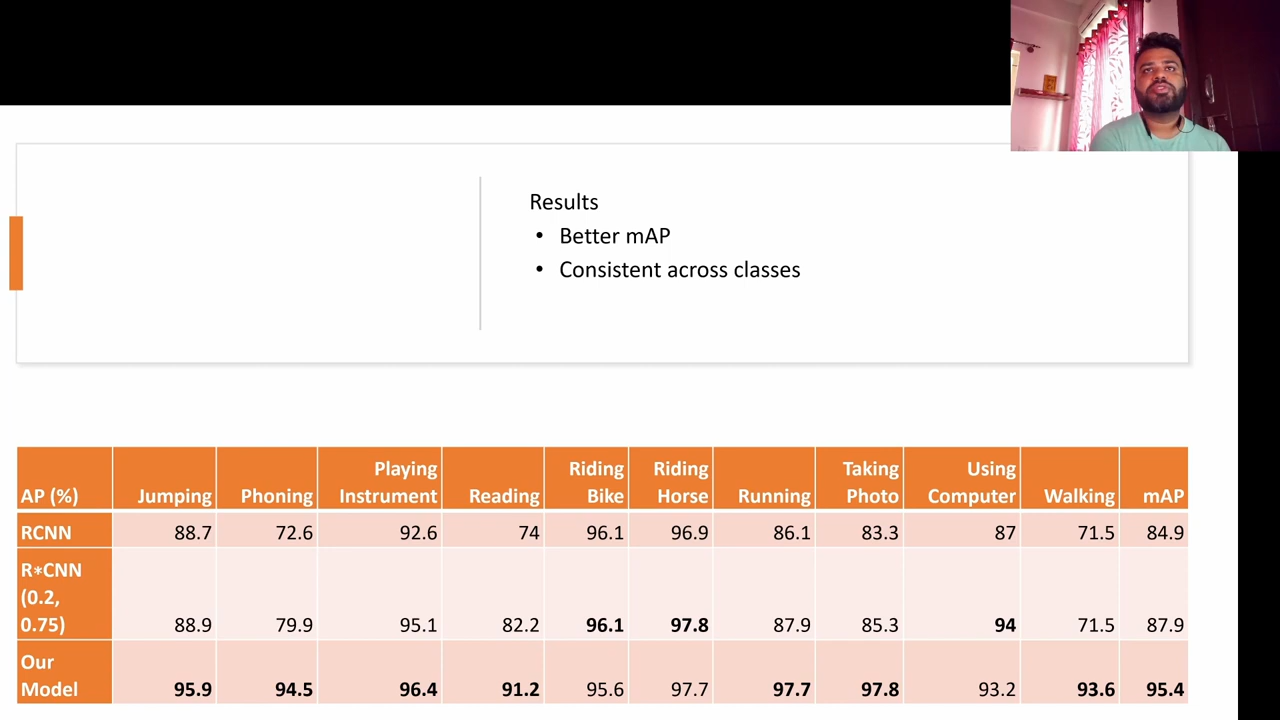 Results
• Better mAP
• Consistent across classes
AP (%) Jumping Phoning Playing Instrument Reading Riding Bike Riding Horse Running Taking Photo Using Computer Walking mAP
RCNN 88.7 72.6 92.6 74 96.1 96.9 86.1 83.3 87 71.5 84.9
R*CNN (0.2, 0.75) 88.9 79.9 95.1 82.2 96.1 97.8 87.9 85.3 94 71.5 87.9
Our Model 95.9 94.5 96.4 91.2 95.6 97.7 97.7 97.8 93.2 93.6 95.4